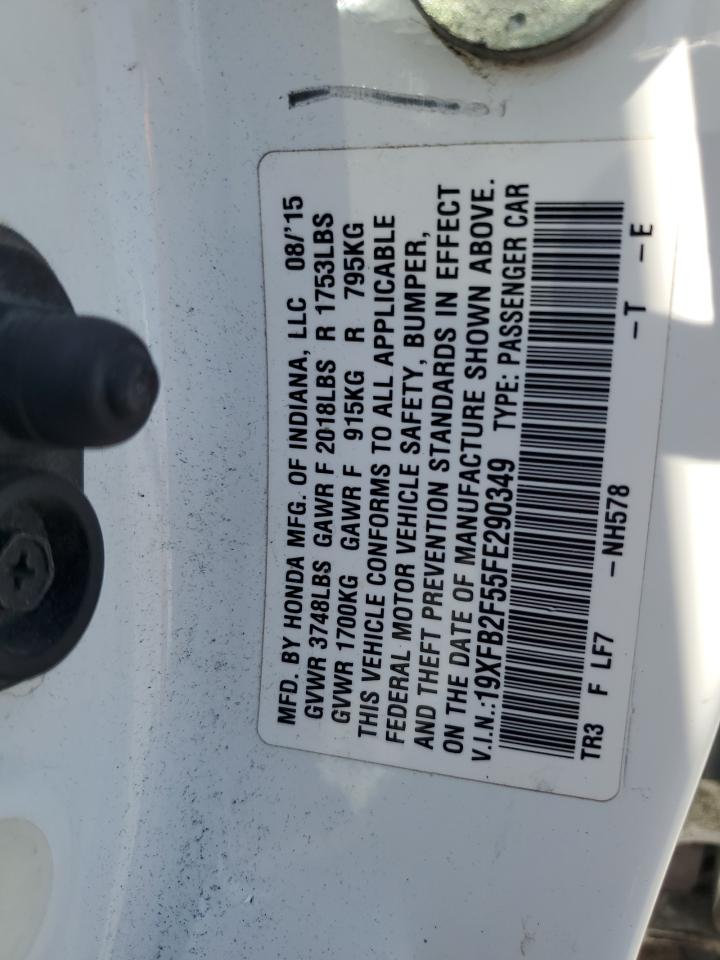 MFD. BY HONDA MFG. OF INDIANA, LLC 08/'15
GVWR 3748LBS GAWR F 2018LBS R 1753LBS
GVWR 1700KG GAWR F 915KG R 795KG
THIS VEHICLE CONFORMS TO ALL APPLICABLE
FEDERAL MOTOR VEHICLE SAFETY, BUMPER,
AND THEFT PREVENTION STANDARDS IN EFFECT
ON THE DATE OF MANUFACTURE SHOWN ABOVE.
V.I.N.:19XFB2F55FE290349 TYPE: PASSENGER CAR
TR3 F LF7 -NH578 -T -E